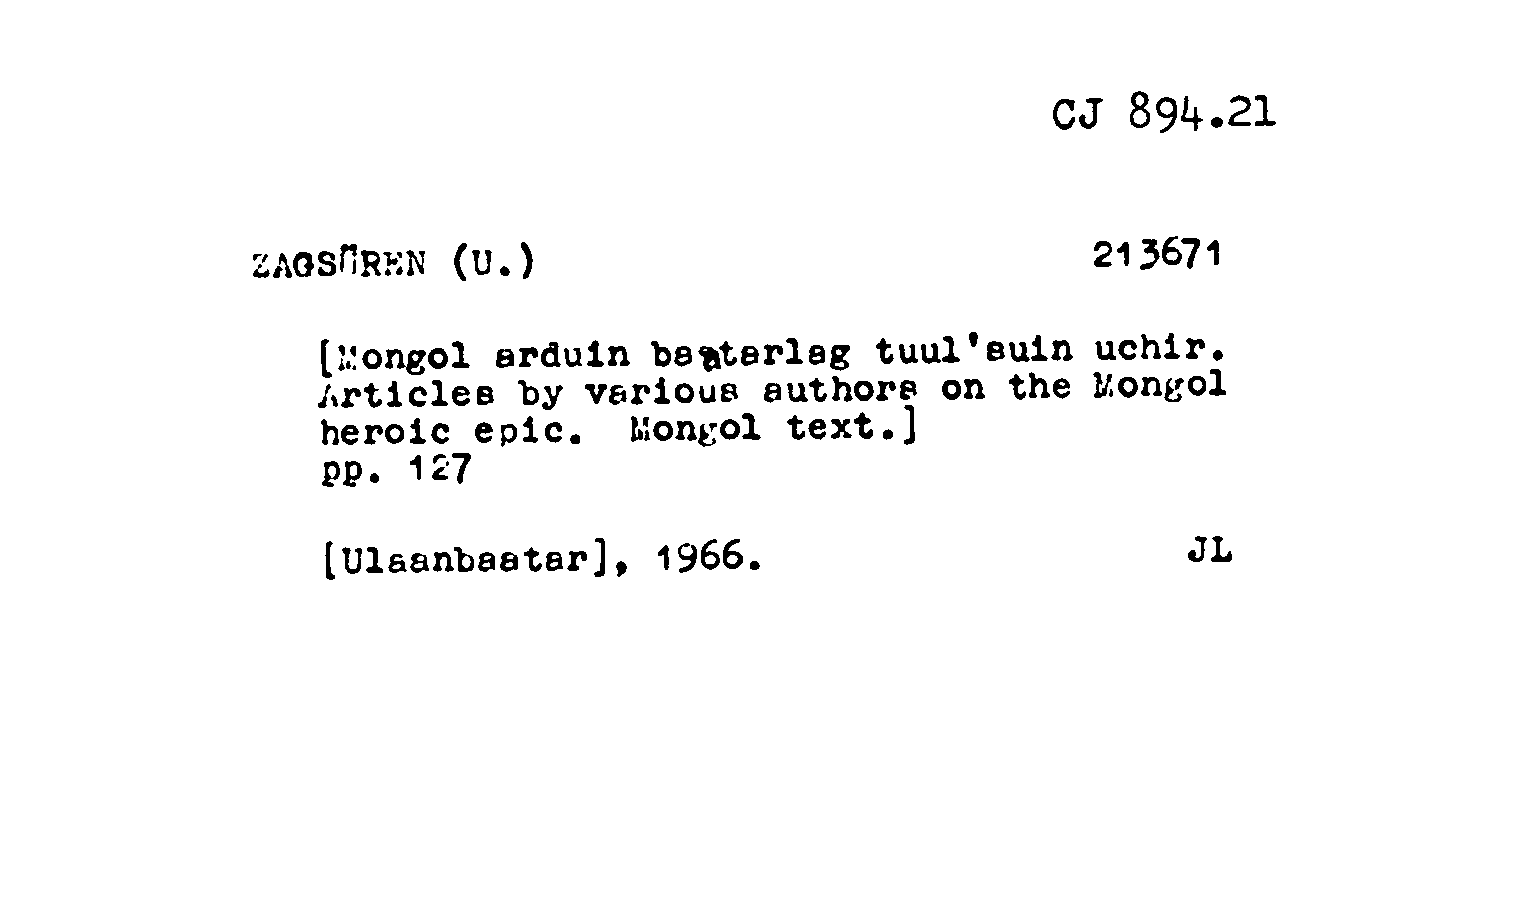 CJ 894.21
ZAGSÜREN (U.) 213671
[Mongol arduin baatarlag tuul'suin uchir.
Articles by various authors on the Mongol
heroic epic. Mongol text.]
pp. 127
[Ulaanbaatar], 1966. JL